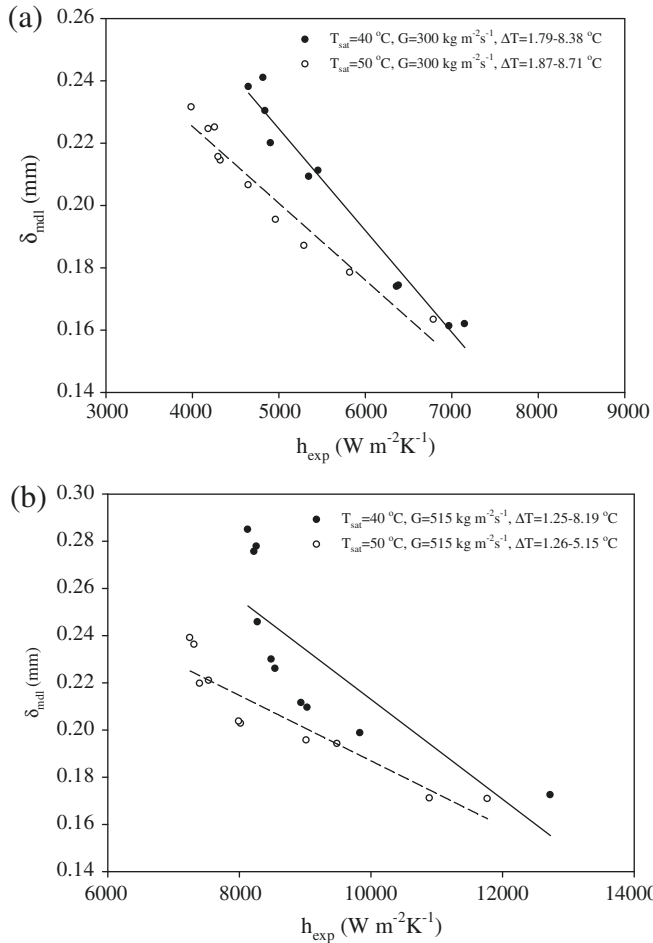 (a)
T_sat=40 °C, G=300 kg m⁻²s⁻¹, ΔT=1.79-8.38 °C
T_sat=50 °C, G=300 kg m⁻²s⁻¹, ΔT=1.87-8.71 °C
0.26
0.24
0.22
0.20
0.18
0.16
0.14
δ_mdl (mm)
3000 4000 5000 6000 7000 8000 9000
h_exp (W m⁻²K⁻¹)
(b)
T_sat=40 °C, G=515 kg m⁻²s⁻¹, ΔT=1.25-8.19 °C
T_sat=50 °C, G=515 kg m⁻²s⁻¹, ΔT=1.26-5.15 °C
0.30
0.28
0.26
0.24
0.22
0.20
0.18
0.16
0.14
δ_mdl (mm)
6000 8000 10000 12000 14000
h_exp (W m⁻²K⁻¹)